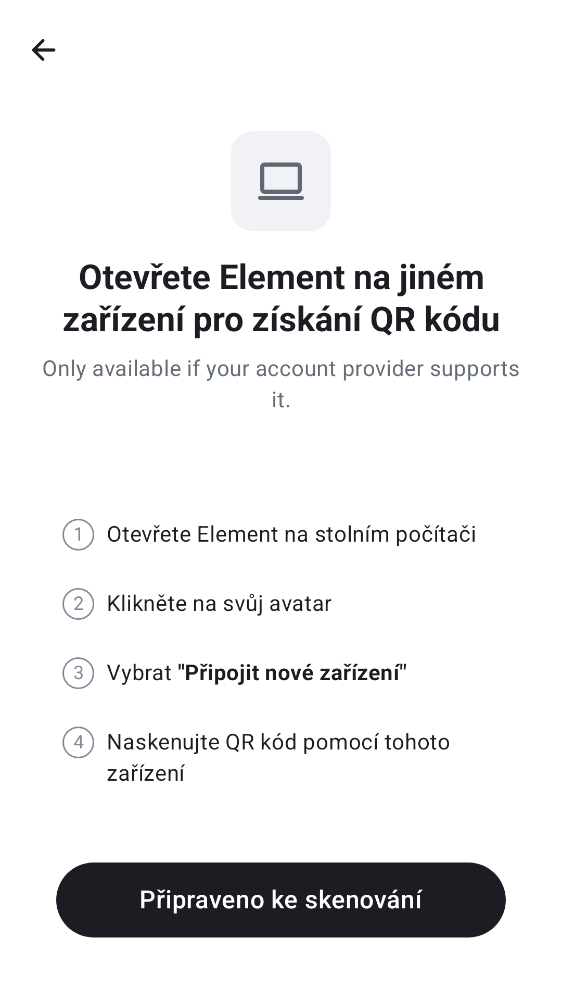 Otevřete Element na jiném
zařízení pro získání QR kódu
Only available if your account provider supports
it.
1 Otevřete Element na stolním počítači
2 Klikněte na svůj avatar
3 Vybrat "Připojit nové zařízení"
4 Naskenujte QR kód pomocí tohoto
zařízení
Připraveno ke skenování